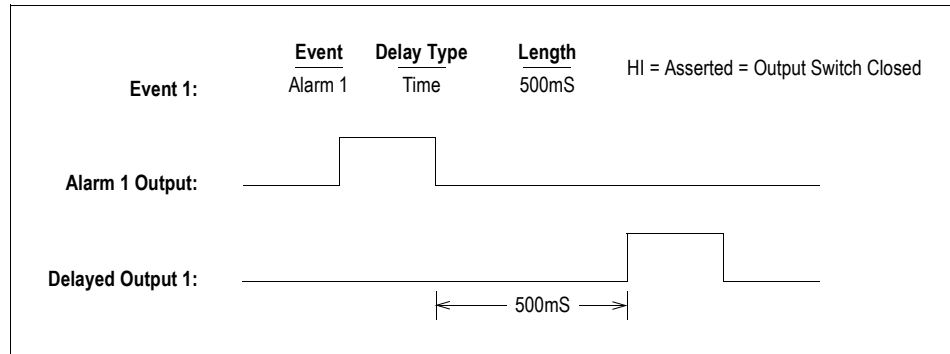 Event Delay Type Length
Event 1: Alarm 1 Time 500mS HI = Asserted = Output Switch Closed
Alarm 1 Output:
Delayed Output 1:
500mS